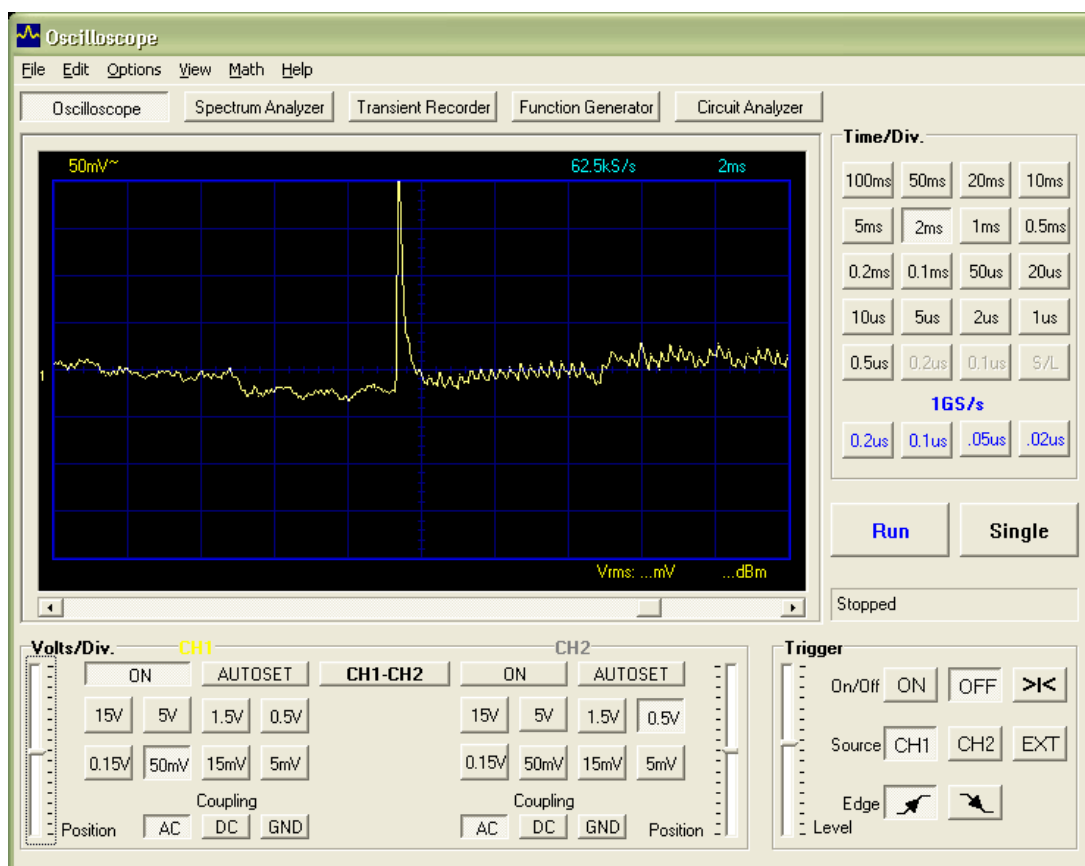 Oscilloscope
File Edit Options View Math Help
Oscilloscope Spectrum Analyzer Transient Recorder Function Generator Circuit Analyzer
50mV~ 62.5kS/s 2ms
1
Vrms: ...mV ...dBm
Time/Div.
100ms 50ms 20ms 10ms
5ms 2ms 1ms 0.5ms
0.2ms 0.1ms 50us 20us
10us 5us 2us 1us
0.5us 0.2us 0.1us S/L
1GS/s
0.2us 0.1us .05us .02us
Run Single
Stopped
Volts/Div. CH1 CH2
ON AUTOSET CH1-CH2 ON AUTOSET
15V 5V 1.5V 0.5V 15V 5V 1.5V 0.5V
0.15V 50mV 15mV 5mV 0.15V 50mV 15mV 5mV
Coupling Coupling
Position AC DC GND AC DC GND Position
Trigger
On/Off ON OFF >I<
Source CH1 CH2 EXT
Edge
Level